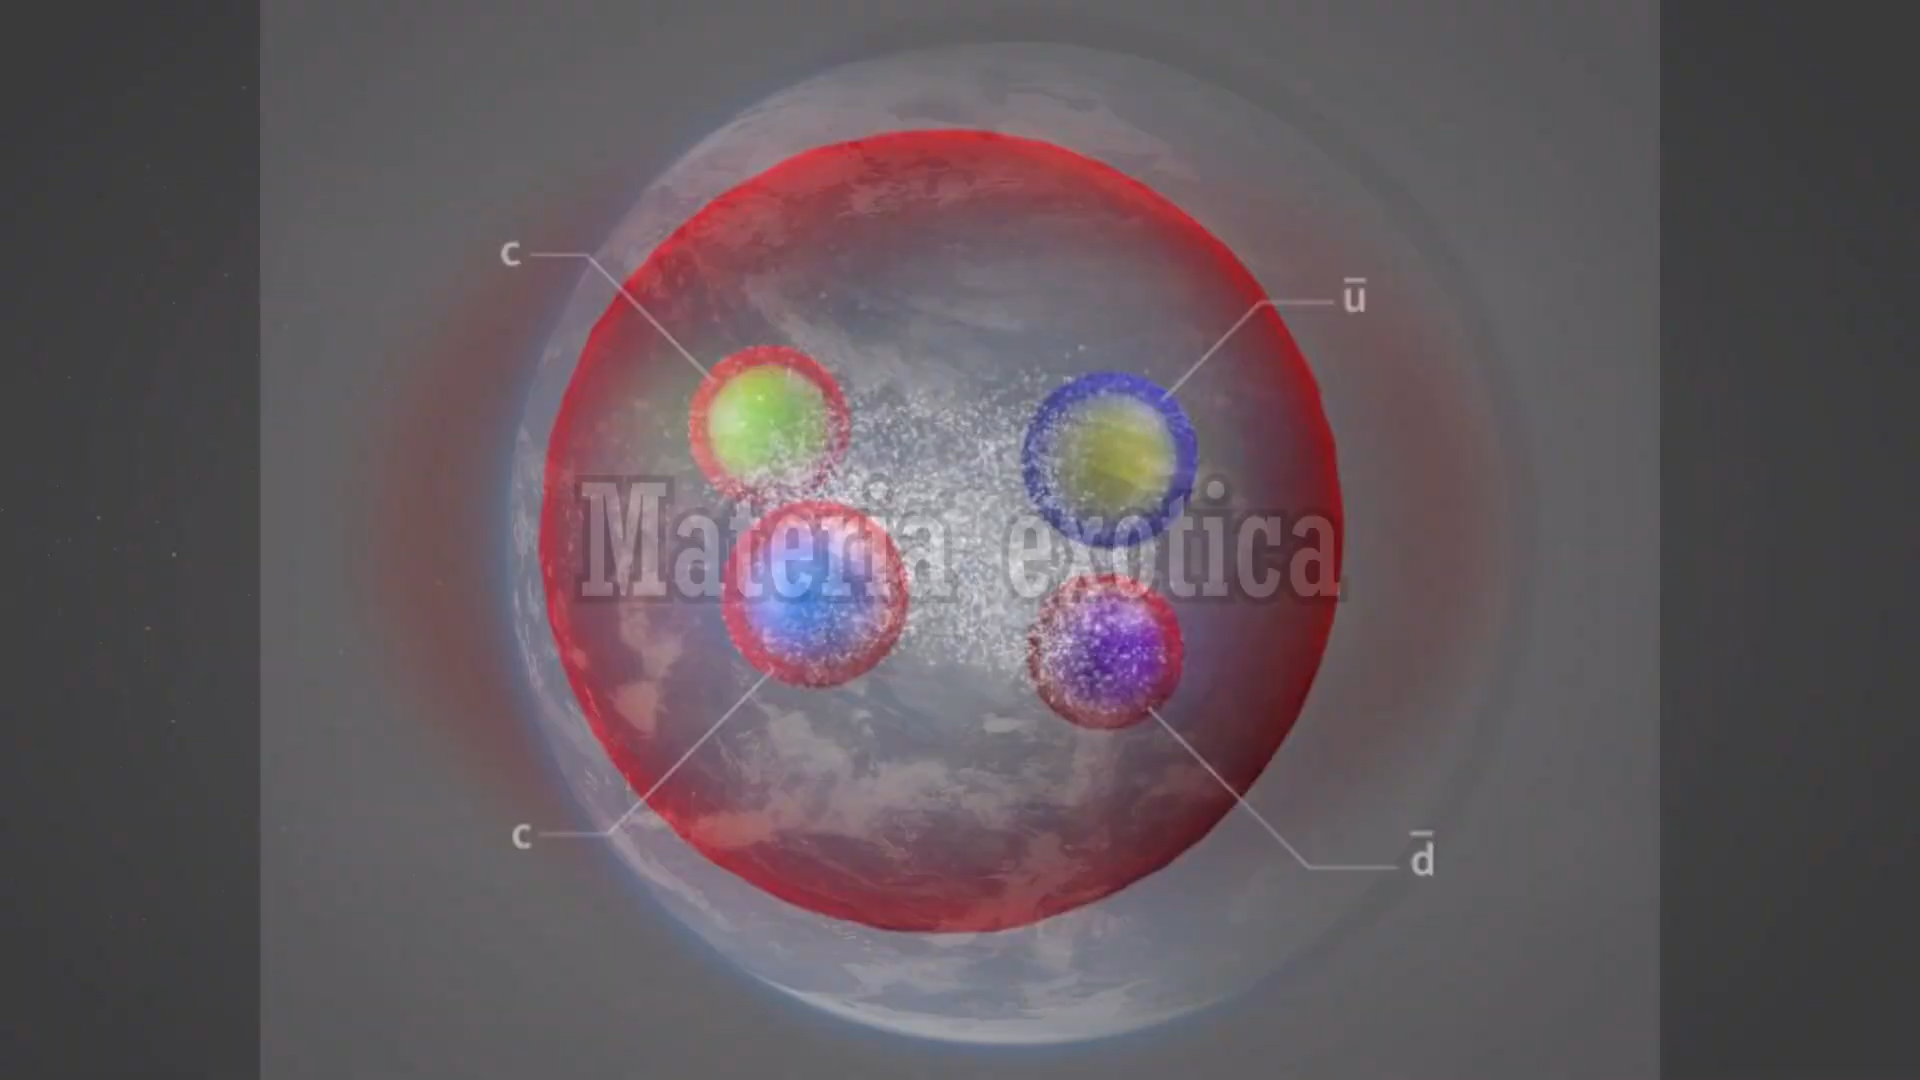 c
u̅
Materia exotica
c
d̅